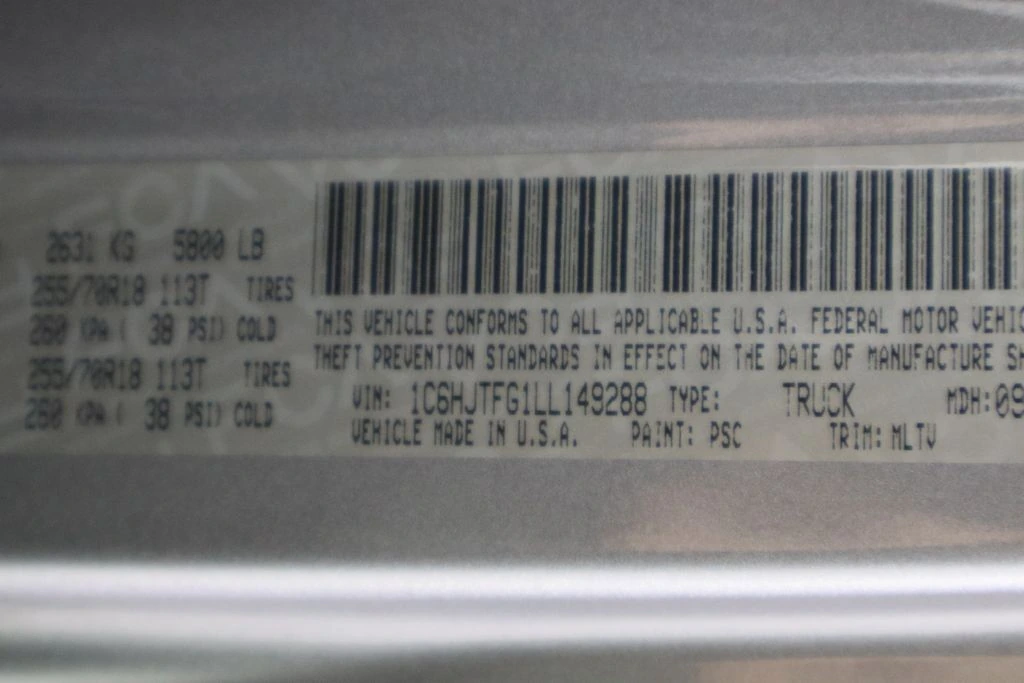 2631 KG 5800 LB
255/70R18 113T TIRES
260 KPA ( 38 PSI) COLD
255/70R18 113T TIRES
260 KPA ( 38 PSI) COLD
THIS VEHICLE CONFORMS TO ALL APPLICABLE U.S.A. FEDERAL MOTOR VEHIC
THEFT PREVENTION STANDARDS IN EFFECT ON THE DATE OF MANUFACTURE SH
VIN: 1C6HJTFG1LL149288 TYPE: TRUCK MDH: 09
VEHICLE MADE IN U.S.A. PAINT: PSC TRIM: MLTV